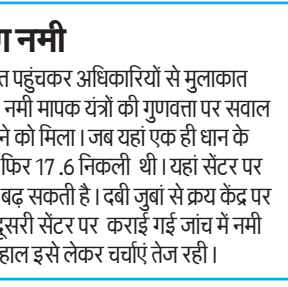 नमी
पहुंचकर अधिकारियों से मुलाकात
नमी मापक यंत्रों की गुणवत्ता पर सवाल
ने को मिला । जब यहां एक ही धान के
फिर 17 .6 निकली थी । यहां सेंटर पर
बढ़ सकती है । दबी जुबां से क्रय केंद्र पर
दूसरी सेंटर पर कराई गई जांच में नमी
हाल इसे लेकर चर्चाएं तेज रही ।